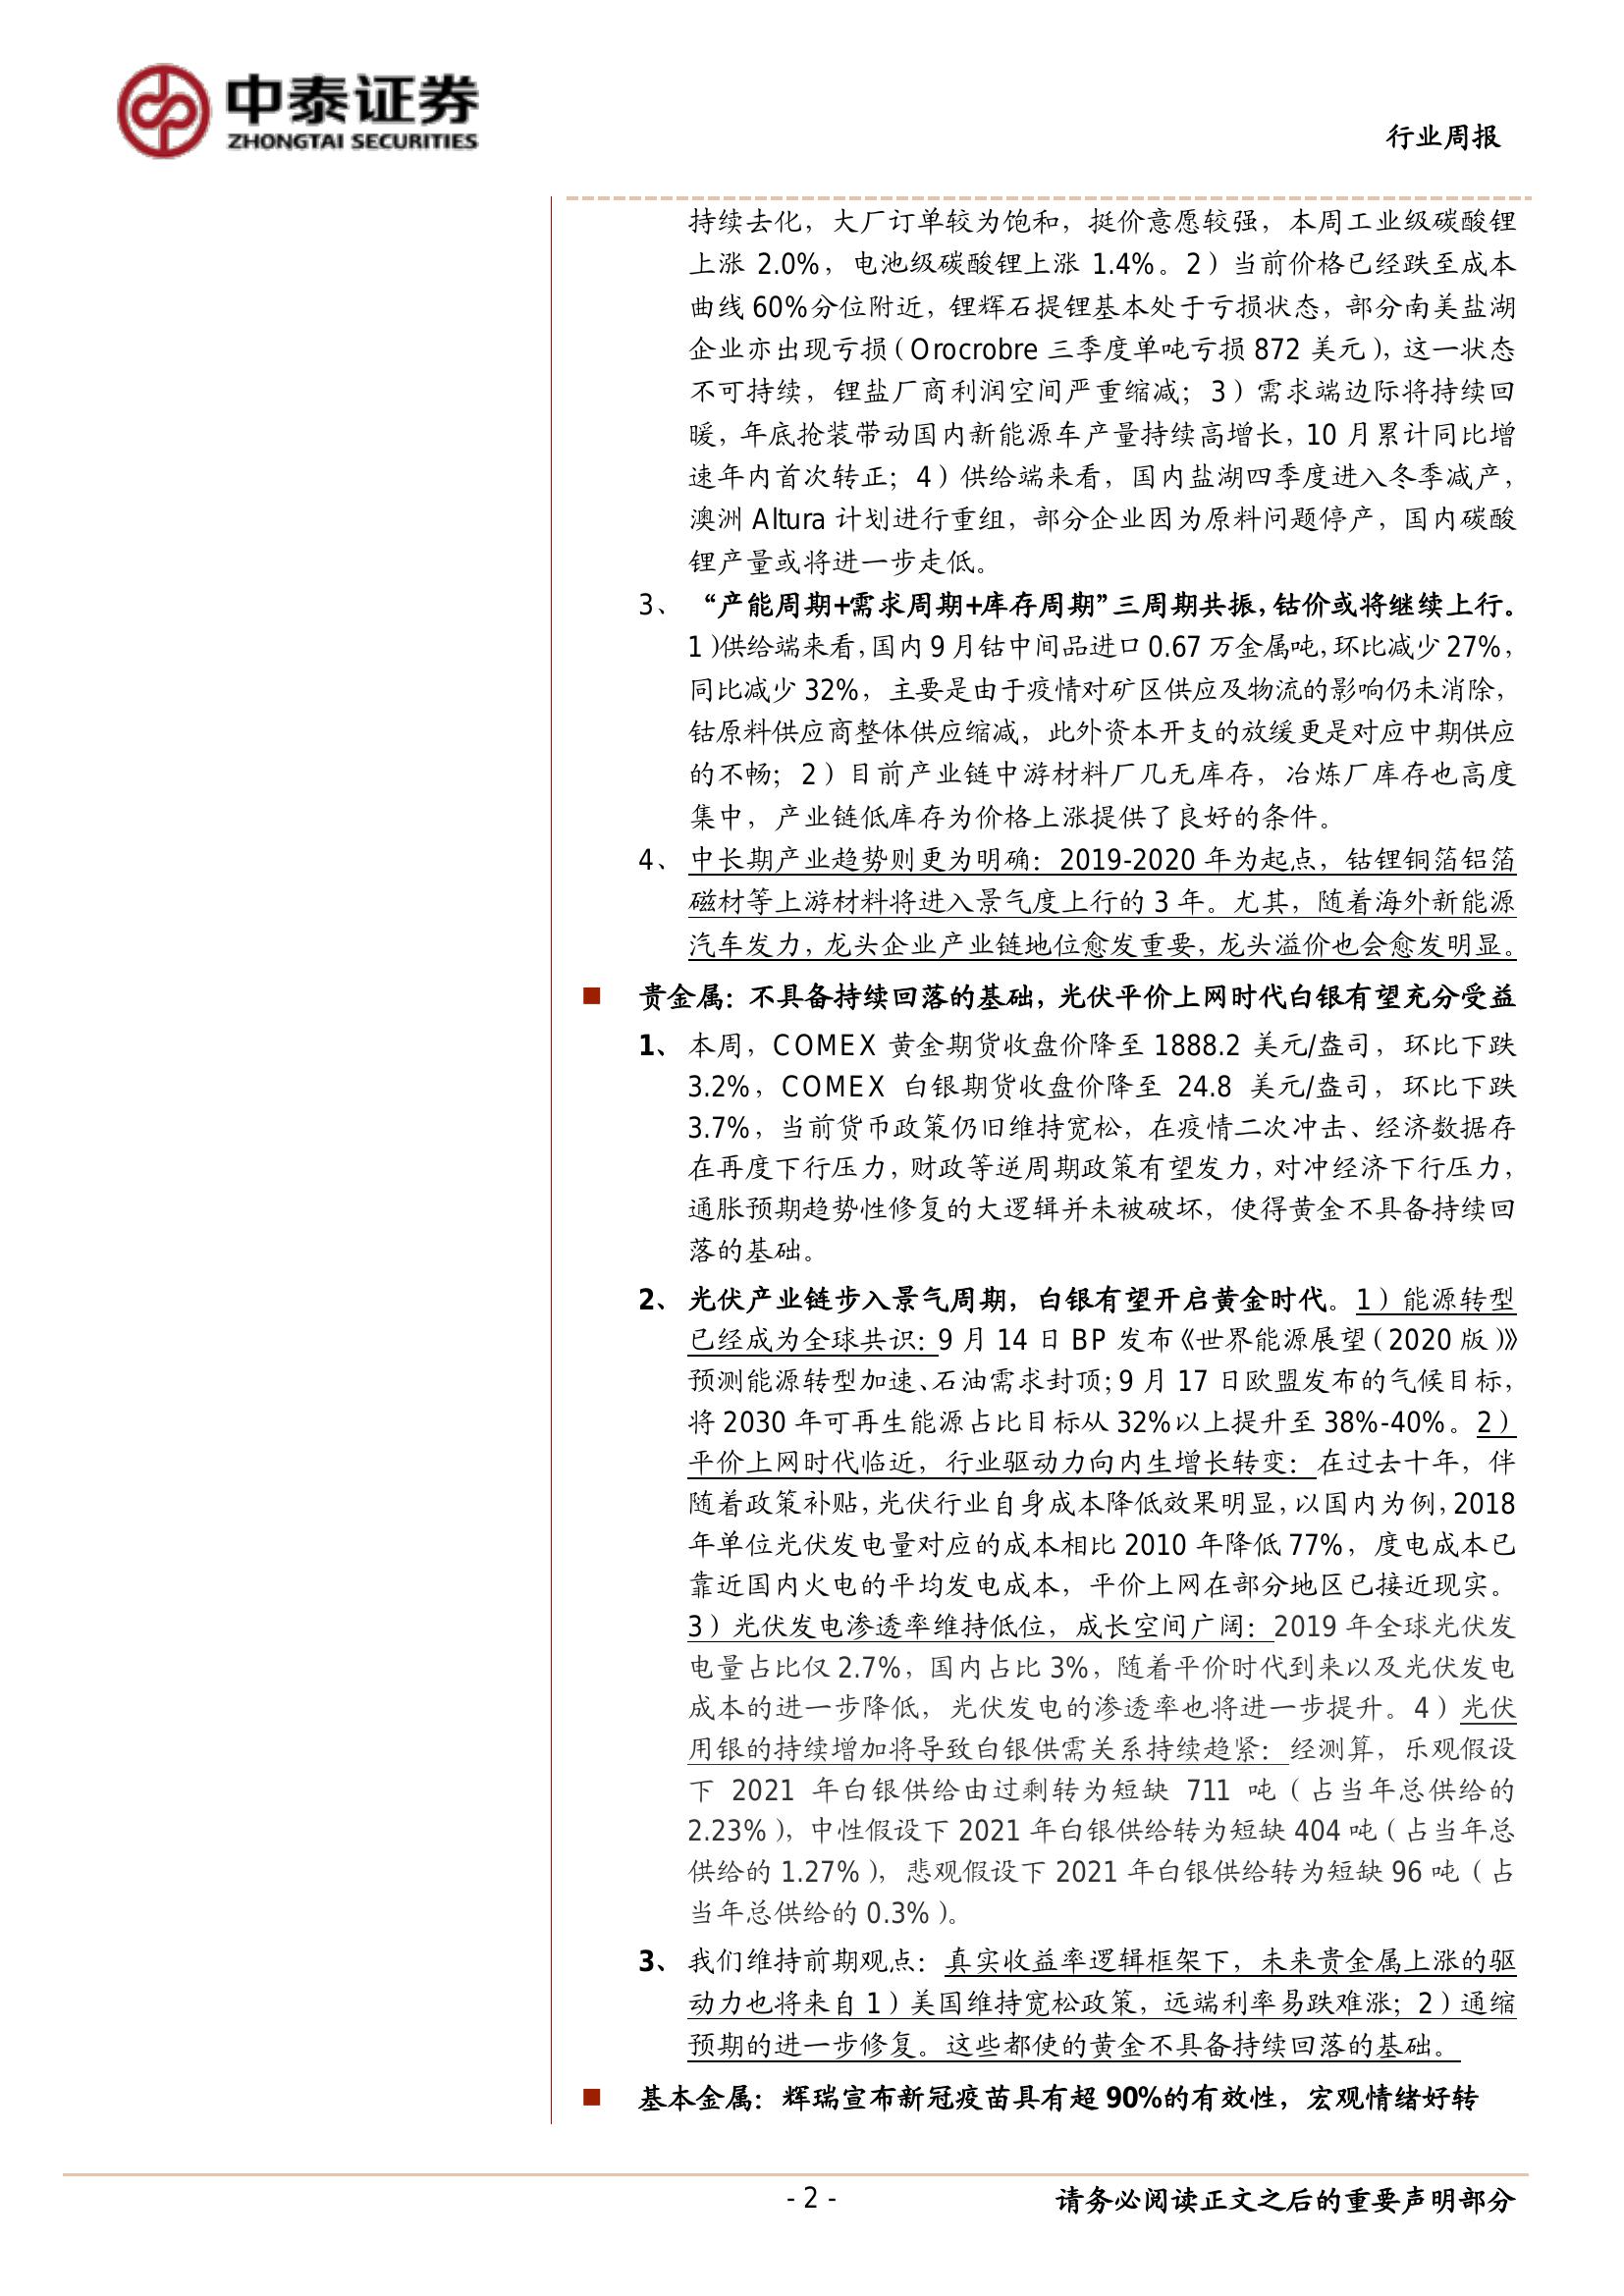 中泰证券
ZHONGTAI SECURITIES
行业周报
持续去化，大厂订单较为饱和，挺价意愿较强，本周工业级碳酸锂
上涨 2.0%，电池级碳酸锂上涨 1.4%。2）当前价格已经跌至成本
曲线 60%分位附近，锂辉石提锂基本处于亏损状态，部分南美盐湖
企业亦出现亏损（Orocrobre 三季度单吨亏损 872 美元），这一状态
不可持续，锂盐厂商利润空间严重缩减；3）需求端边际将持续回
暖，年底抢装带动国内新能源车产量持续高增长，10 月累计同比增
速年内首次转正；4）供给端来看，国内盐湖四季度进入冬季减产，
澳洲 Altura 计划进行重组，部分企业因为原料问题停产，国内碳酸
锂产量或将进一步走低。
3、 “产能周期+需求周期+库存周期”三周期共振，钴价或将继续上行。
1）供给端来看，国内 9 月钴中间品进口 0.67 万金属吨，环比减少 27%，
同比减少 32%，主要是由于疫情对矿区供应及物流的影响仍未消除，
钴原料供应商整体供应缩减，此外资本开支的放缓更是对应中期供应
的不畅；2）目前产业链中游材料厂几无库存，冶炼厂库存也高度
集中，产业链低库存为价格上涨提供了良好的条件。
4、 中长期产业趋势则更为明确：2019-2020 年为起点，钴锂铜箔铝箔
磁材等上游材料将进入景气度上行的 3 年。尤其，随着海外新能源
汽车发力，龙头企业产业链地位愈发重要，龙头溢价也会愈发明显。
■ 贵金属：不具备持续回落的基础，光伏平价上网时代白银有望充分受益
1、 本周，COMEX 黄金期货收盘价降至 1888.2 美元/盎司，环比下跌
3.2%，COMEX 白银期货收盘价降至 24.8 美元/盎司，环比下跌
3.7%，当前货币政策仍旧维持宽松，在疫情二次冲击、经济数据存
在再度下行压力，财政等逆周期政策有望发力，对冲经济下行压力，
通胀预期趋势性修复的大逻辑并未被破坏，使得黄金不具备持续回
落的基础。
2、 光伏产业链步入景气周期，白银有望开启黄金时代。1）能源转型
已经成为全球共识：9 月 14 日 BP 发布《世界能源展望（2020 版）》
预测能源转型加速、石油需求封顶；9 月 17 日欧盟发布的气候目标，
将 2030 年可再生能源占比目标从 32%以上提升至 38%-40%。2）
平价上网时代临近，行业驱动力向内生增长转变：在过去十年，伴
随着政策补贴，光伏行业自身成本降低效果明显，以国内为例，2018
年单位光伏发电量对应的成本相比 2010 年降低 77%，度电成本已
靠近国内火电的平均发电成本，平价上网在部分地区已接近现实。
3）光伏发电渗透率维持低位，成长空间广阔：2019 年全球光伏发
电量占比仅 2.7%，国内占比 3%，随着平价时代到来以及光伏发电
成本的进一步降低，光伏发电的渗透率也将进一步提升。4）光伏
用银的持续增加将导致白银供需关系持续趋紧：经测算，乐观假设
下 2021 年白银供给由过剩转为短缺 711 吨（占当年总供给的
2.23%），中性假设下 2021 年白银供给转为短缺 404 吨（占当年总
供给的 1.27%），悲观假设下 2021 年白银供给转为短缺 96 吨（占
当年总供给的 0.3%）。
3、 我们维持前期观点：真实收益率逻辑框架下，未来贵金属上涨的驱
动力也将来自 1）美国维持宽松政策，远端利率易跌难涨；2）通缩
预期的进一步修复。这些都使的黄金不具备持续回落的基础。
■ 基本金属：辉瑞宣布新冠疫苗具有超 90%的有效性，宏观情绪好转
- 2 -
请务必阅读正文之后的重要声明部分